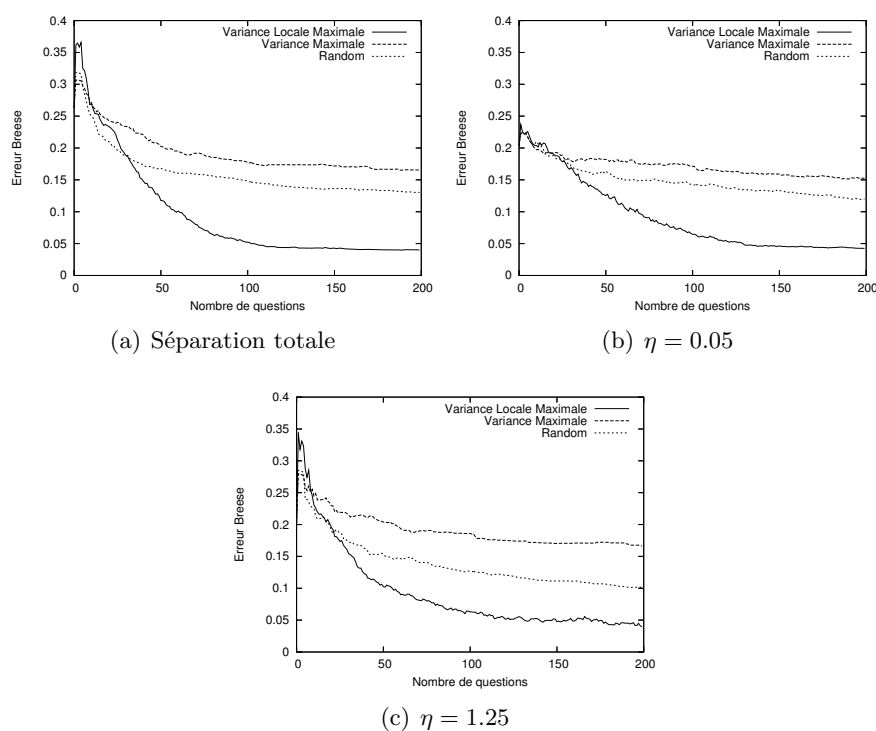 0.4
0.35
0.3
0.25
0.2
0.15
0.1
0.05
0
Erreur Breese
Variance Locale Maximale
Variance Maximale
Random
0 50 100 150 200
Nombre de questions
(a) Séparation totale
0.4
0.35
0.3
0.25
0.2
0.15
0.1
0.05
0
Erreur Breese
Variance Locale Maximale
Variance Maximale
Random
0 50 100 150 200
Nombre de questions
(b) η = 0.05
0.4
0.35
0.3
0.25
0.2
0.15
0.1
0.05
0
Erreur Breese
Variance Locale Maximale
Variance Maximale
Random
0 50 100 150 200
Nombre de questions
(c) η = 1.25